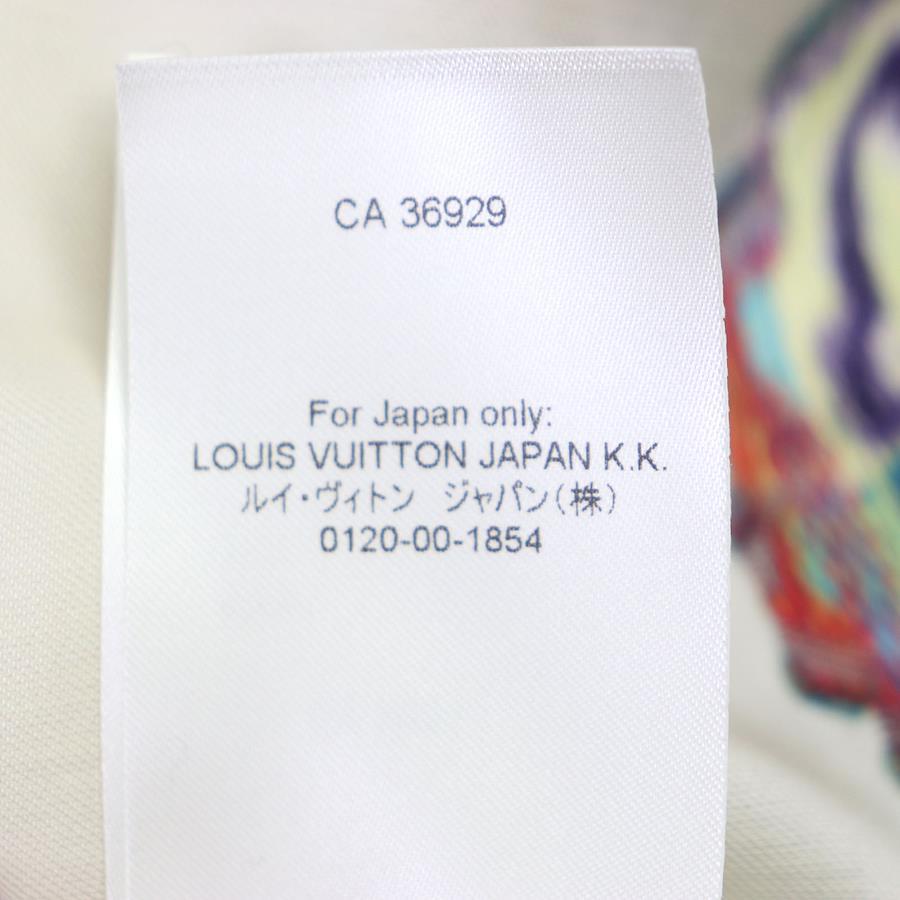 CA 36929
For Japan only:
LOUIS VUITTON JAPAN K.K.
ルイ・ヴィトン　ジャパン(株)
0120-00-1854